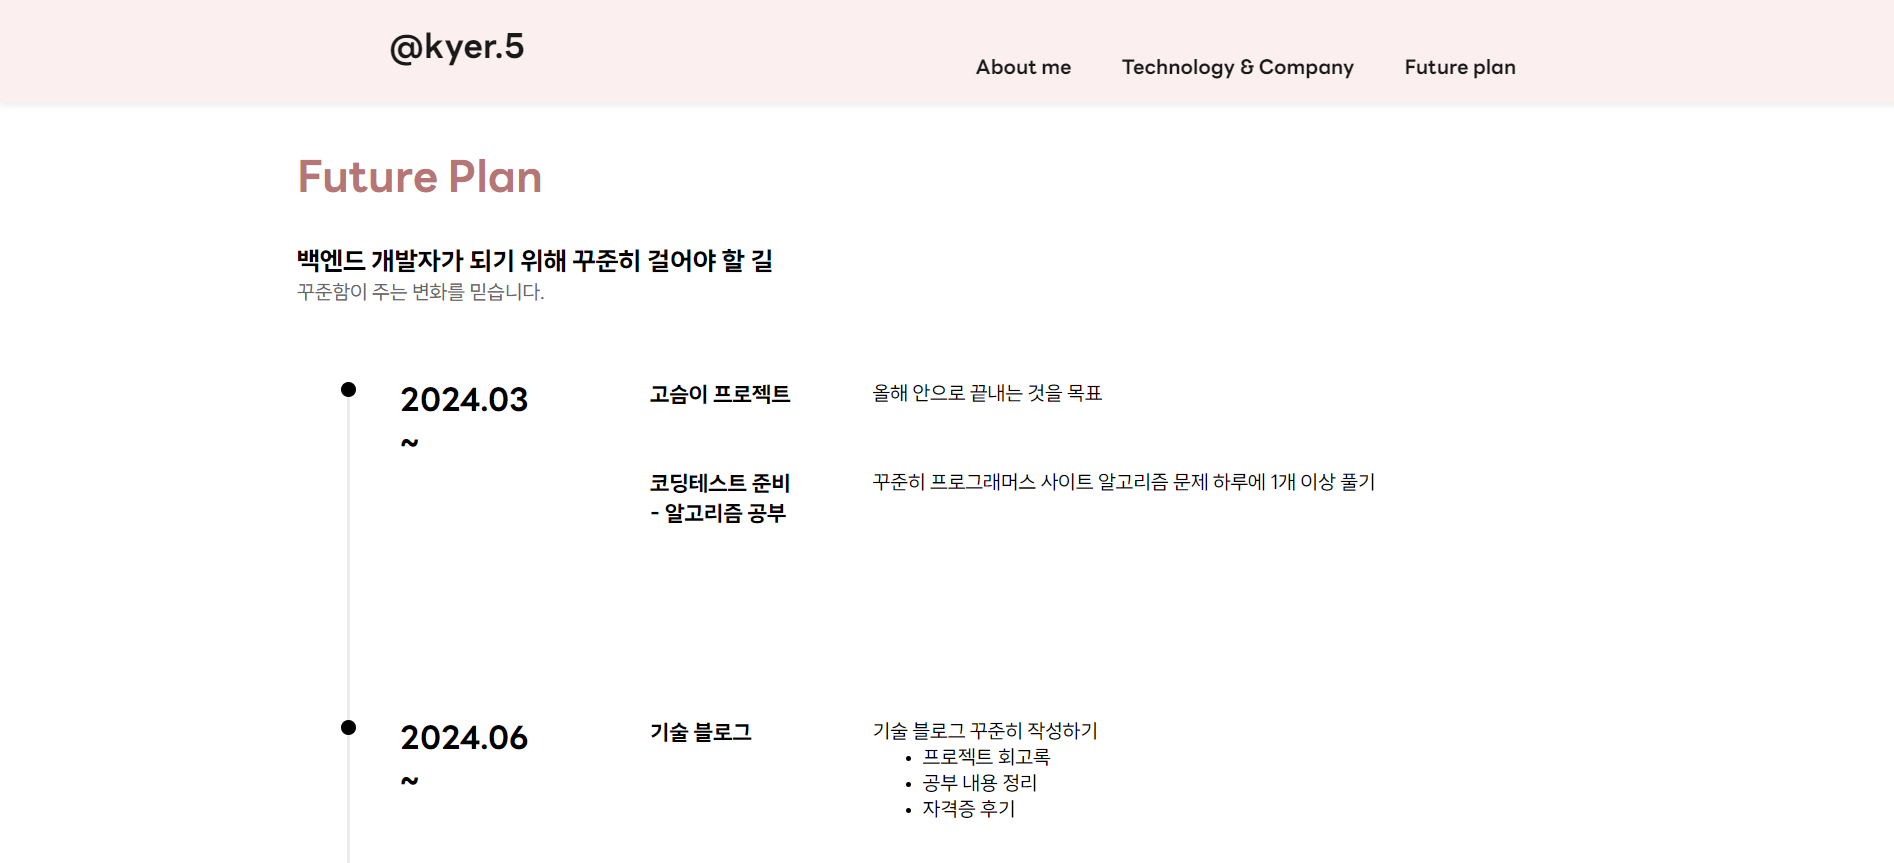 @kyer.5
About me Technology & Company Future plan
Future Plan
백엔드 개발자가 되기 위해 꾸준히 걸어야 할 길
꾸준함이 주는 변화를 믿습니다.
2024.03
~
고슴이 프로젝트
올해 안으로 끝내는 것을 목표
코딩테스트 준비
- 알고리즘 공부
꾸준히 프로그래머스 사이트 알고리즘 문제 하루에 1개 이상 풀기
2024.06
~
기술 블로그
기술 블로그 꾸준히 작성하기
• 프로젝트 회고록
• 공부 내용 정리
• 자격증 후기